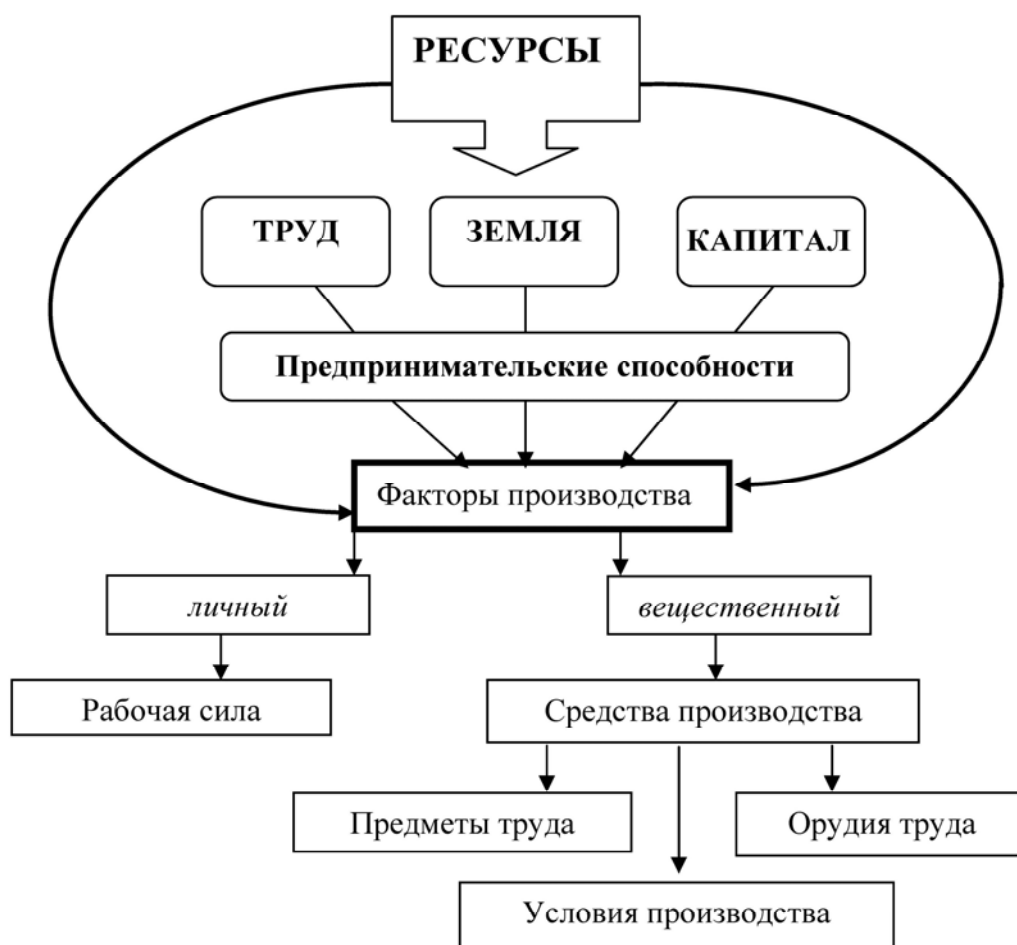 РЕСУРСЫ
ТРУД
ЗЕМЛЯ
КАПИТАЛ
Предпринимательские способности
Факторы производства
личный
вещественный
Рабочая сила
Средства производства
Предметы труда
Орудия труда
Условия производства